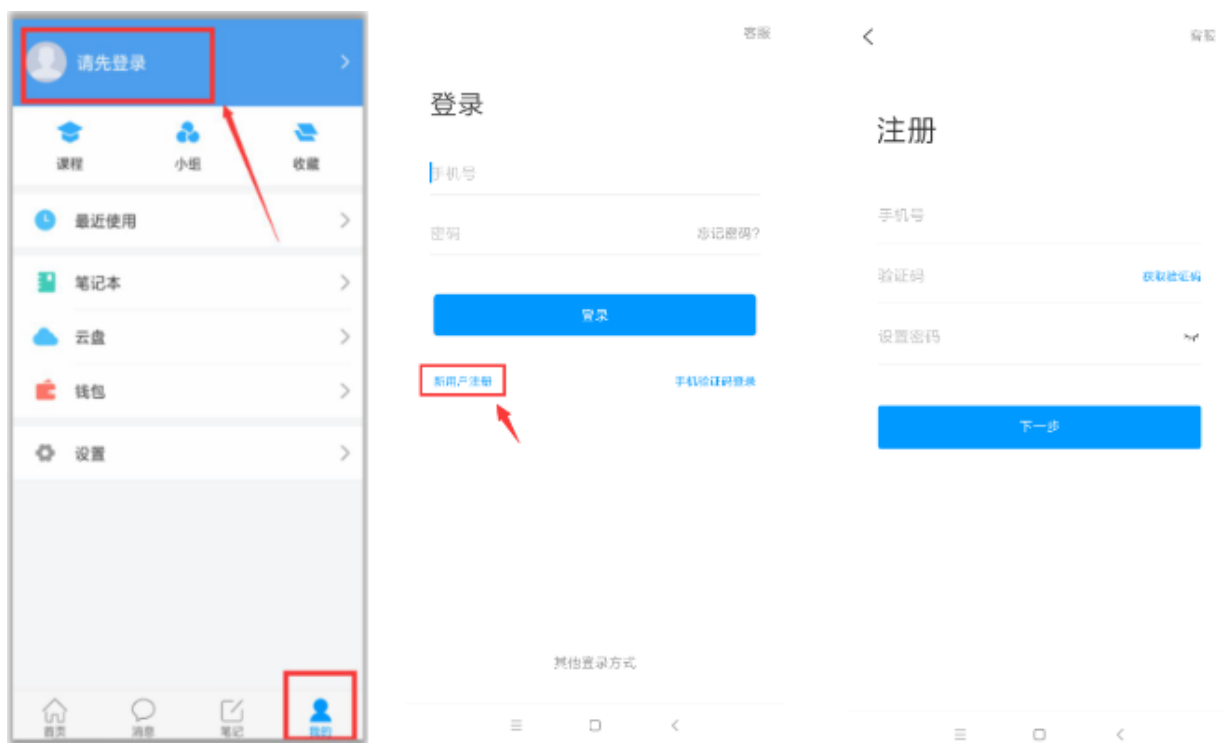 请先登录
课程
小组
收藏
最近使用
笔记本
云盘
钱包
设置
首页
消息
笔记
我的
客服
登录
手机号
密码
忘记密码?
登录
新用户注册
手机验证码登录
其他登录方式
客服
注册
手机号
验证码
获取验证码
设置密码
下一步